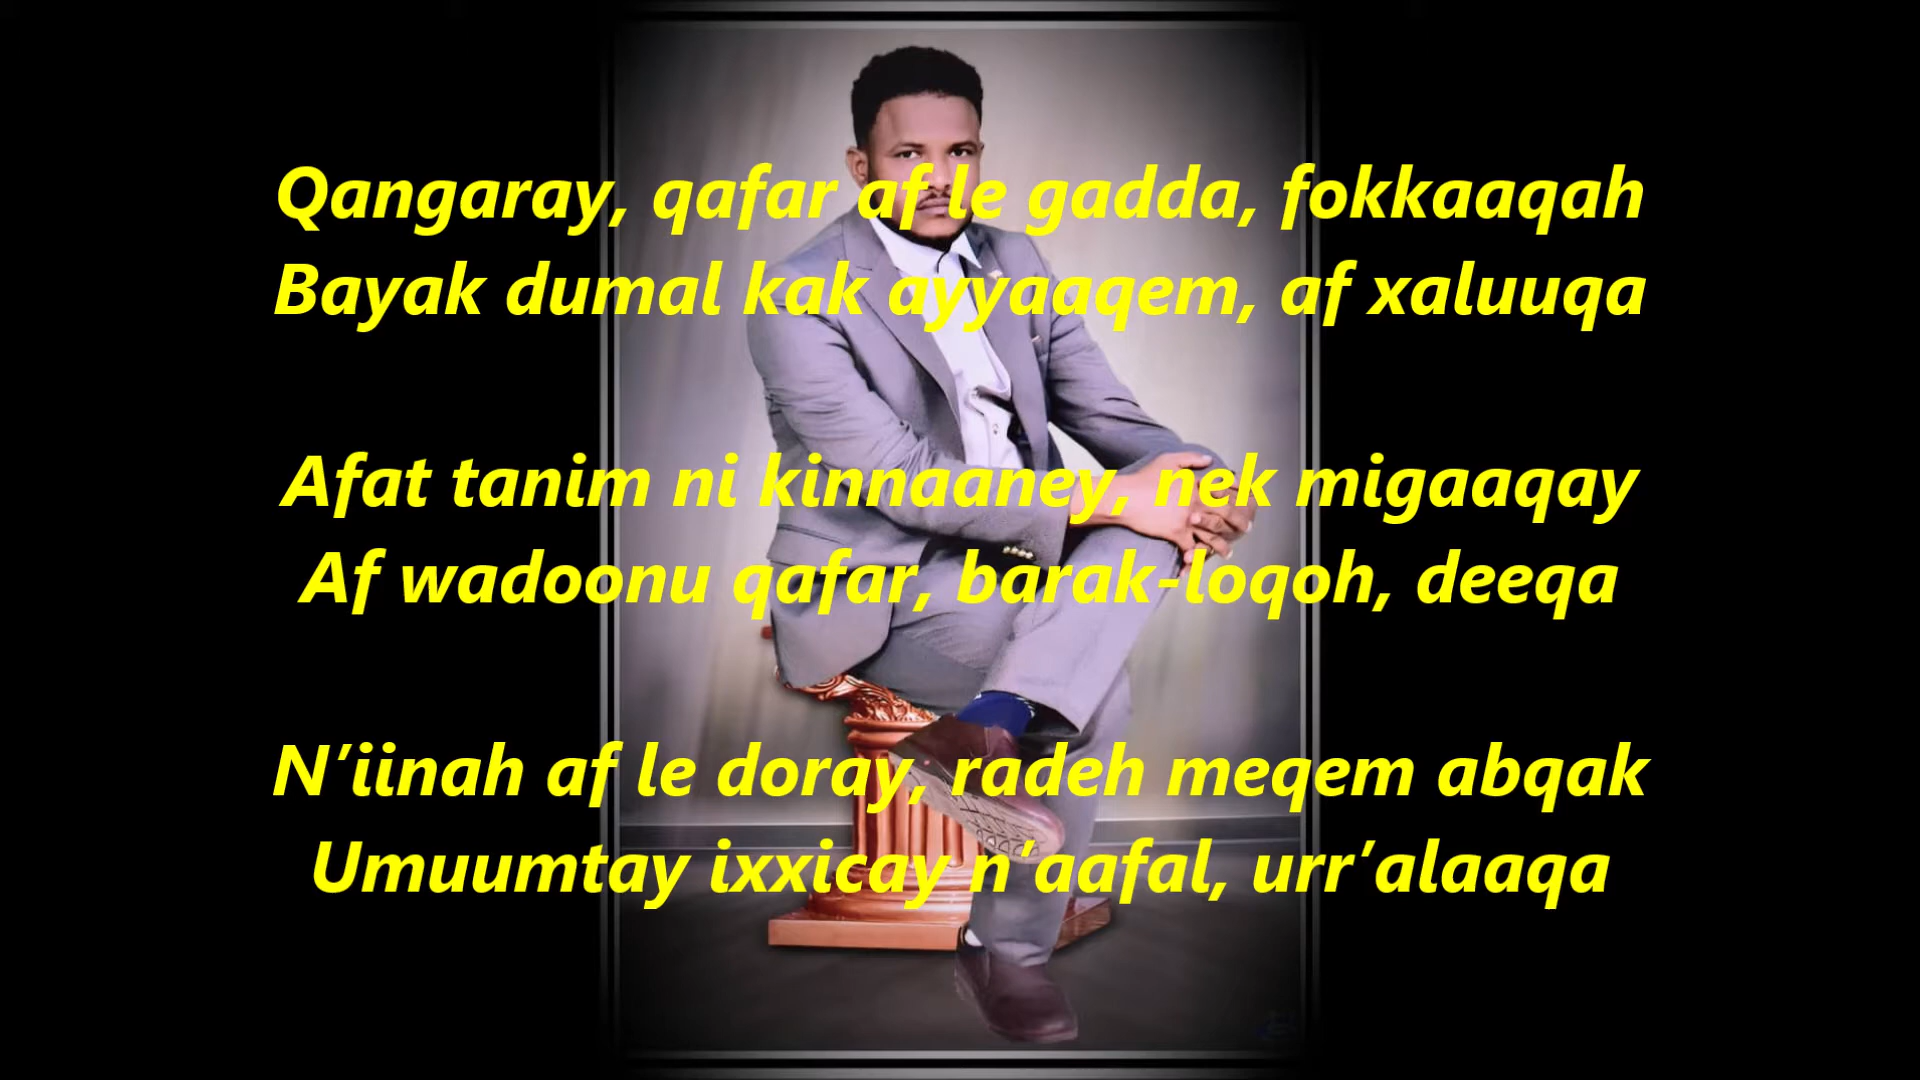 Qangaray, qafar af le gadda, fokkaaqah
Bayak dumal kak ayyaaqem, af xaluuqa
Afat tanim ni kinnaaney, nek migaaqay
Af wadoonu qafar, barak-loqoh, deeqa
N’iinah af le doray, radeh meqem abqak
Umuumtay ixxicay n’aafal, urr’alaaqa